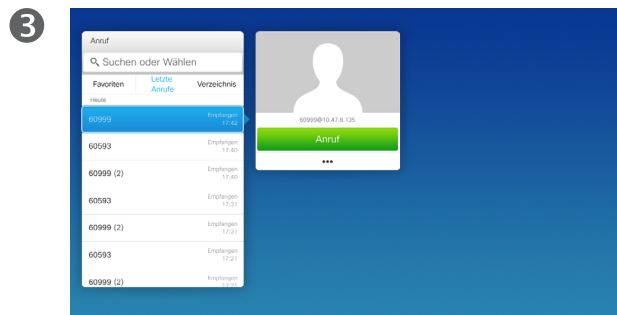 3
Anruf
Suchen oder Wählen
Favoriten
Letzte
Anrufe
Verzeichnis
Heute
60999
Empfangen
17:42
60593
Empfangen
17:40
60999 (2)
Empfangen
17:40
60593
Empfangen
17:31
60999 (2)
Empfangen
17:31
60593
Empfangen
17:21
60999 (2)
Empfangen
60999@10.47.8.135
Anruf
•••